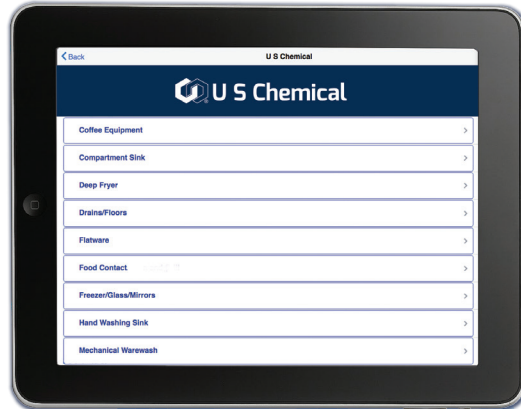 Back
U S Chemical
U S Chemical
Coffee Equipment
Compartment Sink
Deep Fryer
Drains/Floors
Flatware
Food Contact
Freezer/Glass/Mirrors
Hand Washing Sink
Mechanical Warewash